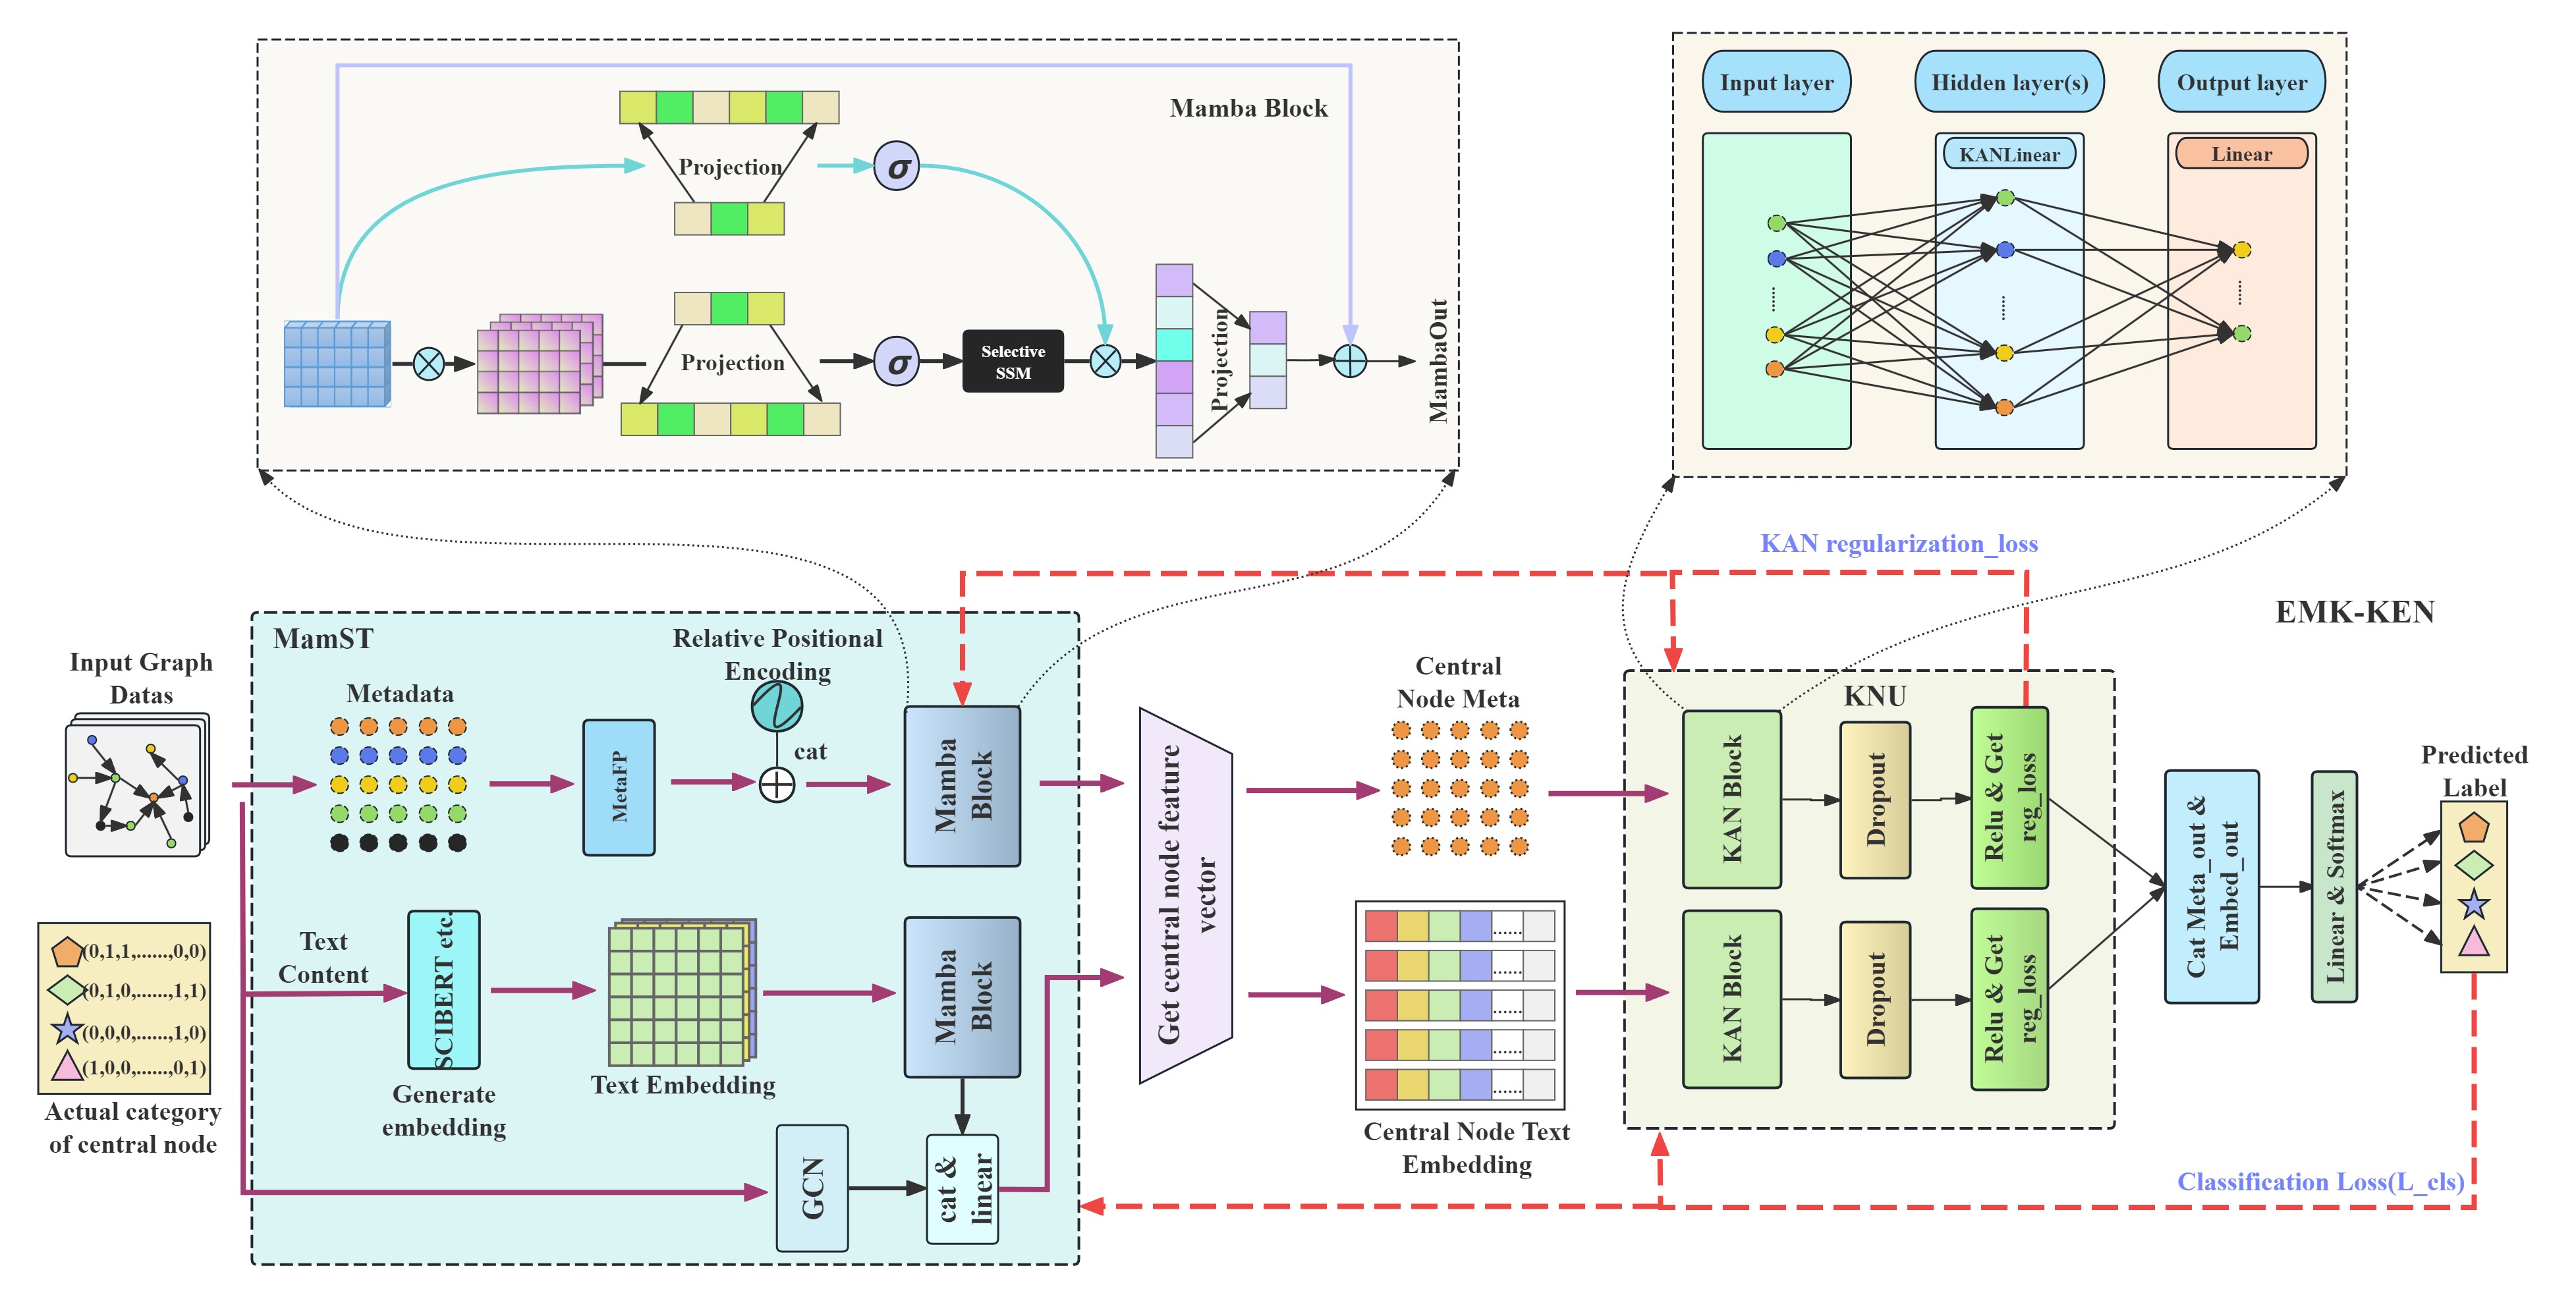 Mamba Block
Projection
σ
Projection
σ
Selective
SSM
Projection
MambaOut
Input layer
Hidden layer(s)
Output layer
KANLinear
Linear
KAN regularization_loss
EMK-KEN
MamST
Input Graph
Datas
Metadata
MetaFP
Relative Positional
Encoding
cat
Mamba
Block
Text
Content
SCIBERT etc.
Generate
embedding
Text Embedding
Mamba
Block
GCN
cat &
linear
(0,1,1,......,0,0)
(0,1,0,......,1,1)
(0,0,0,......,1,0)
(1,0,0,......,0,1)
Actual category
of central node
Get central node feature
vector
Central
Node Meta
......
......
......
......
......
Central Node Text
Embedding
KNU
KAN Block
Dropout
Relu & Get
reg_loss
KAN Block
Dropout
Relu & Get
reg_loss
Cat Meta_out &
Embed_out
Linear & Softmax
Predicted
Label
Classification Loss(L_cls)